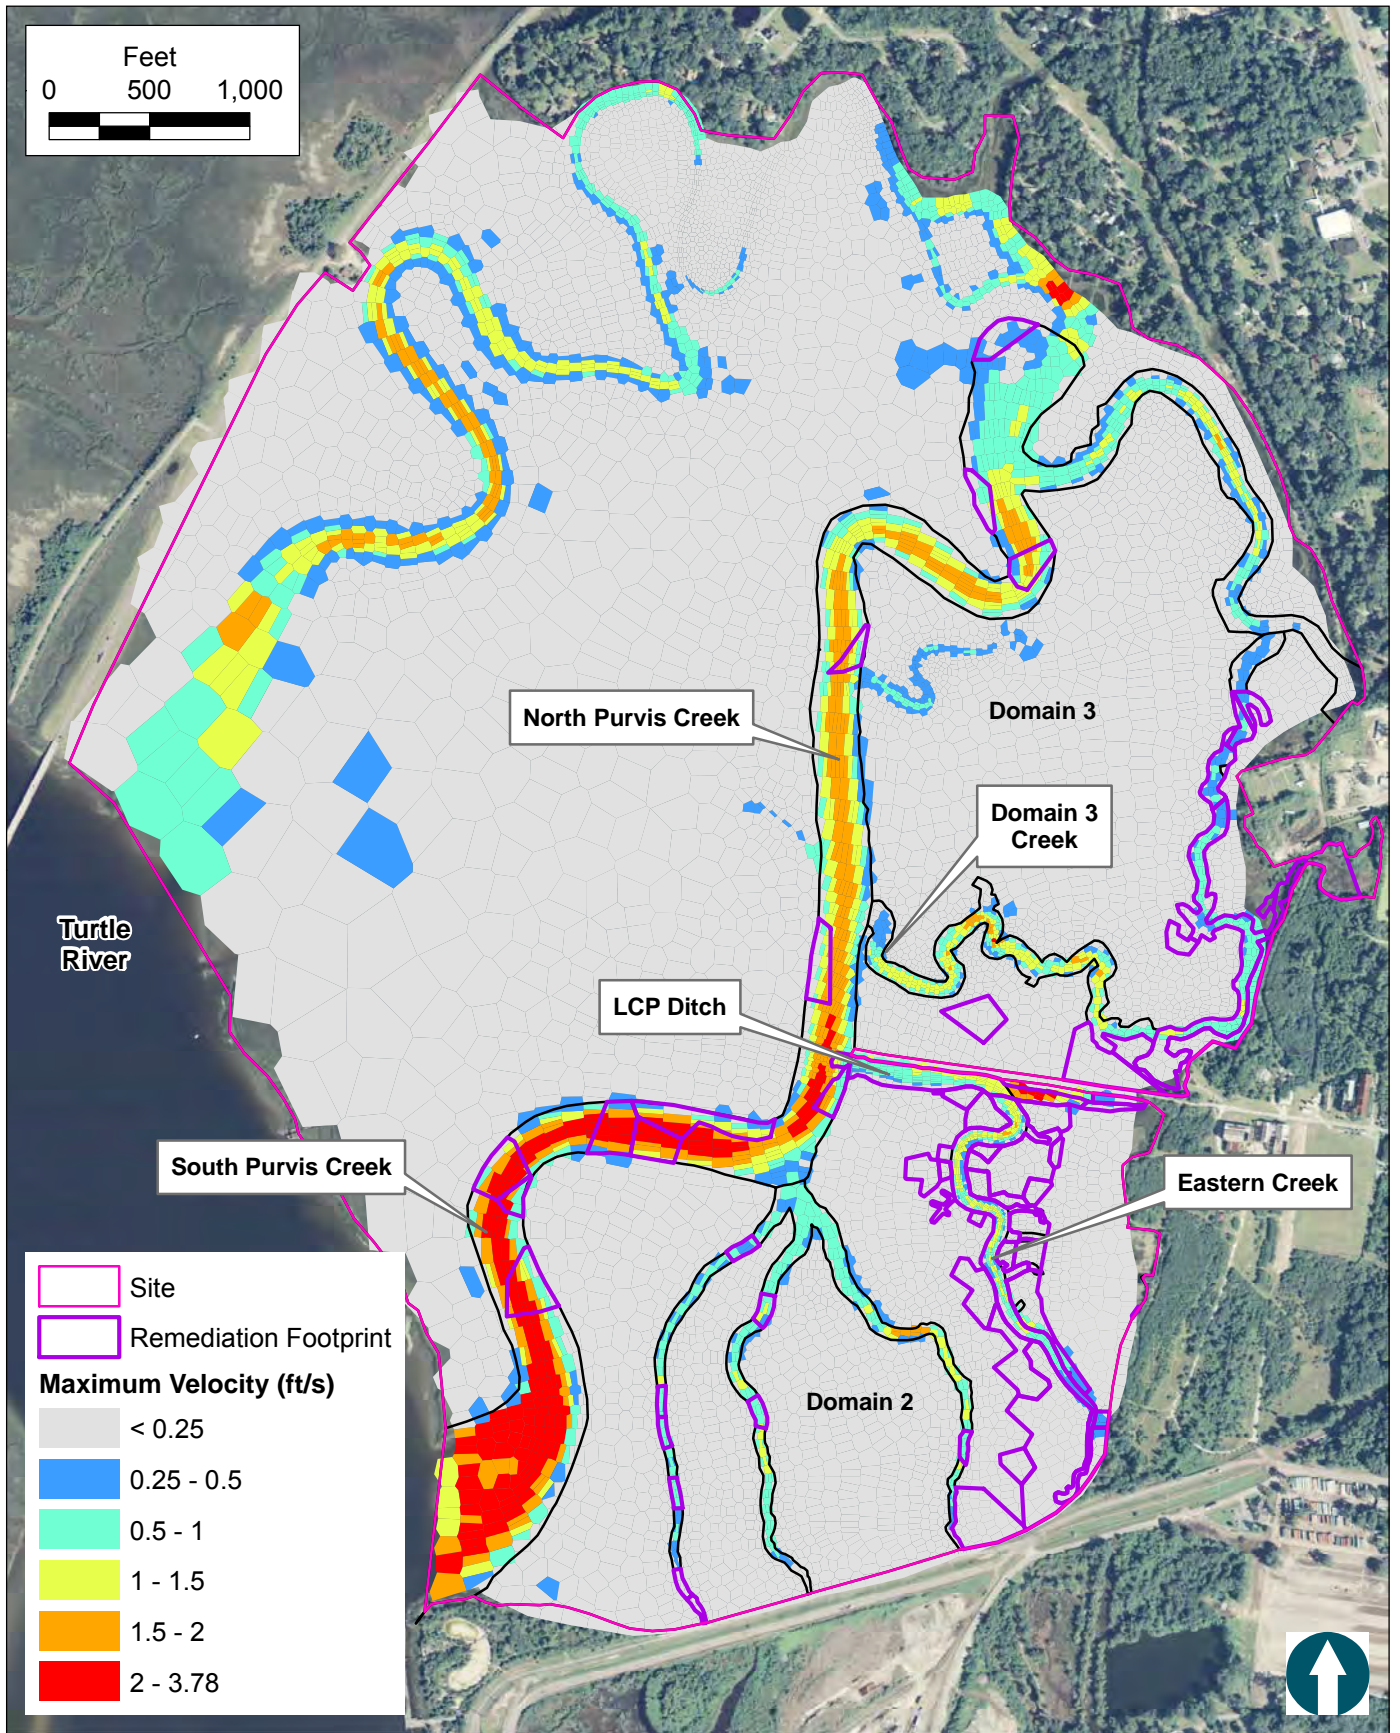 Feet
0 500 1,000
North Purvis Creek
Domain 3
Domain 3
Creek
Turtle
River
LCP Ditch
South Purvis Creek
Eastern Creek
Domain 2
Site
Remediation Footprint
Maximum Velocity (ft/s)
< 0.25
0.25 - 0.5
0.5 - 1
1 - 1.5
1.5 - 2
2 - 3.78